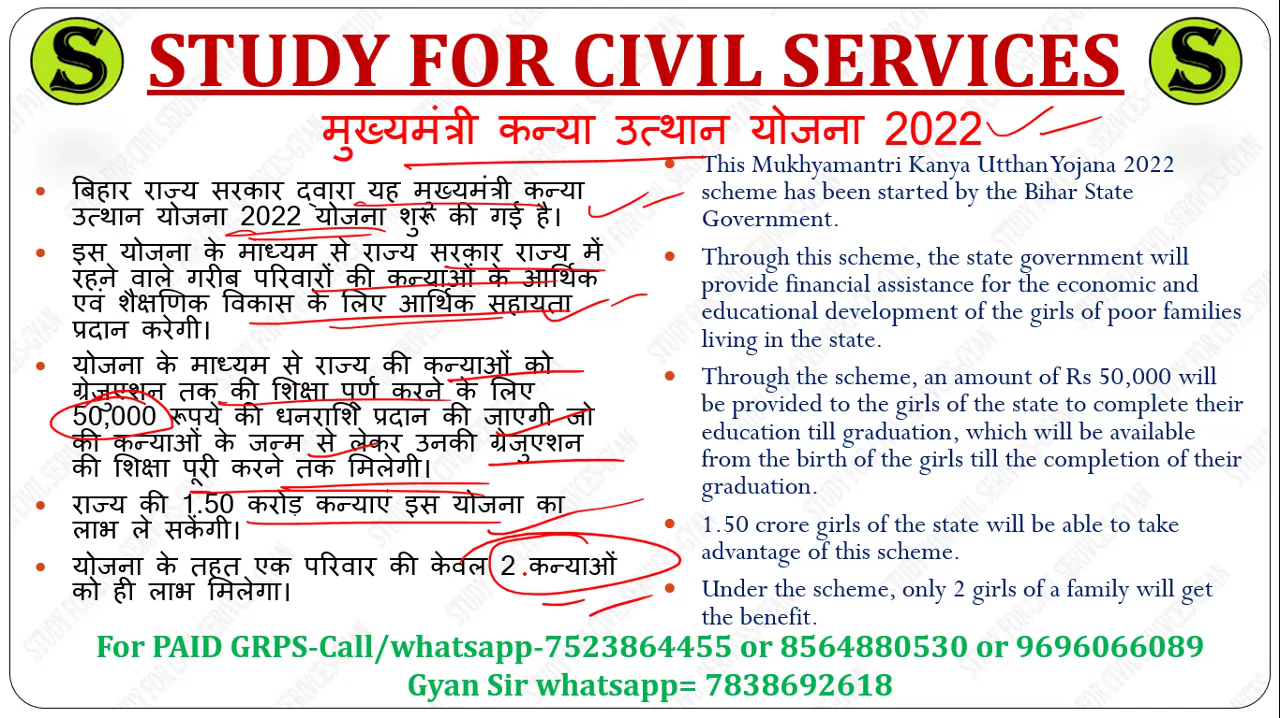 S STUDY FOR CIVIL SERVICES S
मुख्यमंत्री कन्या उत्थान योजना 2022
• बिहार राज्य सरकार द्वारा यह मुख्यमंत्री कन्या
उत्थान योजना 2022 योजना शुरू की गई है।
• इस योजना के माध्यम से राज्य सरकार राज्य में
रहने वाले गरीब परिवारों की कन्याओं के आर्थिक
एवं शैक्षणिक विकास के लिए आर्थिक सहायता
प्रदान करेगी।
• योजना के माध्यम से राज्य की कन्याओं को
ग्रेजुएशन तक की शिक्षा पूर्ण करने के लिए
50,000 रूपये की धनराशि प्रदान की जाएगी जो
की कन्याओं के जन्म से लेकर उनकी ग्रेजुएशन
की शिक्षा पूरी करने तक मिलेगी।
• राज्य की 1.50 करोड़ कन्याएं इस योजना का
लाभ ले सकेंगी।
• योजना के तहत एक परिवार की केवल 2 कन्याओं
को ही लाभ मिलेगा।
• This Mukhyamantri Kanya Utthan Yojana 2022
scheme has been started by the Bihar State
Government.
• Through this scheme, the state government will
provide financial assistance for the economic and
educational development of the girls of poor families
living in the state.
• Through the scheme, an amount of Rs 50,000 will
be provided to the girls of the state to complete their
education till graduation, which will be available
from the birth of the girls till the completion of their
graduation.
• 1.50 crore girls of the state will be able to take
advantage of this scheme.
• Under the scheme, only 2 girls of a family will get
the benefit.
For PAID GRPS-Call/whatsapp-7523864455 or 8564880530 or 9696066089
Gyan Sir whatsapp= 7838692618